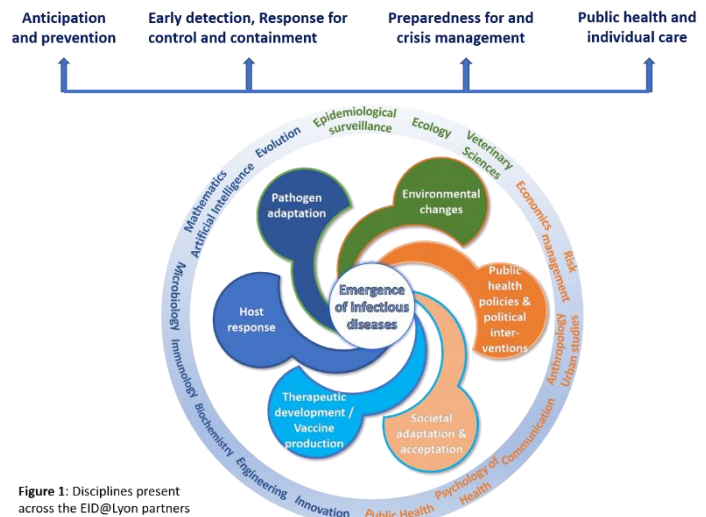 Anticipation
and prevention
Early detection, Response for
control and containment
Preparedness for and
crisis management
Public health and
individual care
Epidemiological
surveillance
Ecology
Veterinary
Sciences
Economics
management
Risk
Anthropology
Urban studies
Communication
Psychology of
Health
Public Health
Innovation
Engineering
Biochemistry
Immunology
Microbiology
Mathematics
Artificial Intelligence
Evolution
Pathogen
adaptation
Environmental
changes
Host
response
Emergence
of infectious
diseases
Public
health
policies &
political
inter-
ventions
Therapeutic
development /
Vaccine
production
Societal
adaptation &
acceptation
Figure 1: Disciplines present
across the EID@Lyon partners